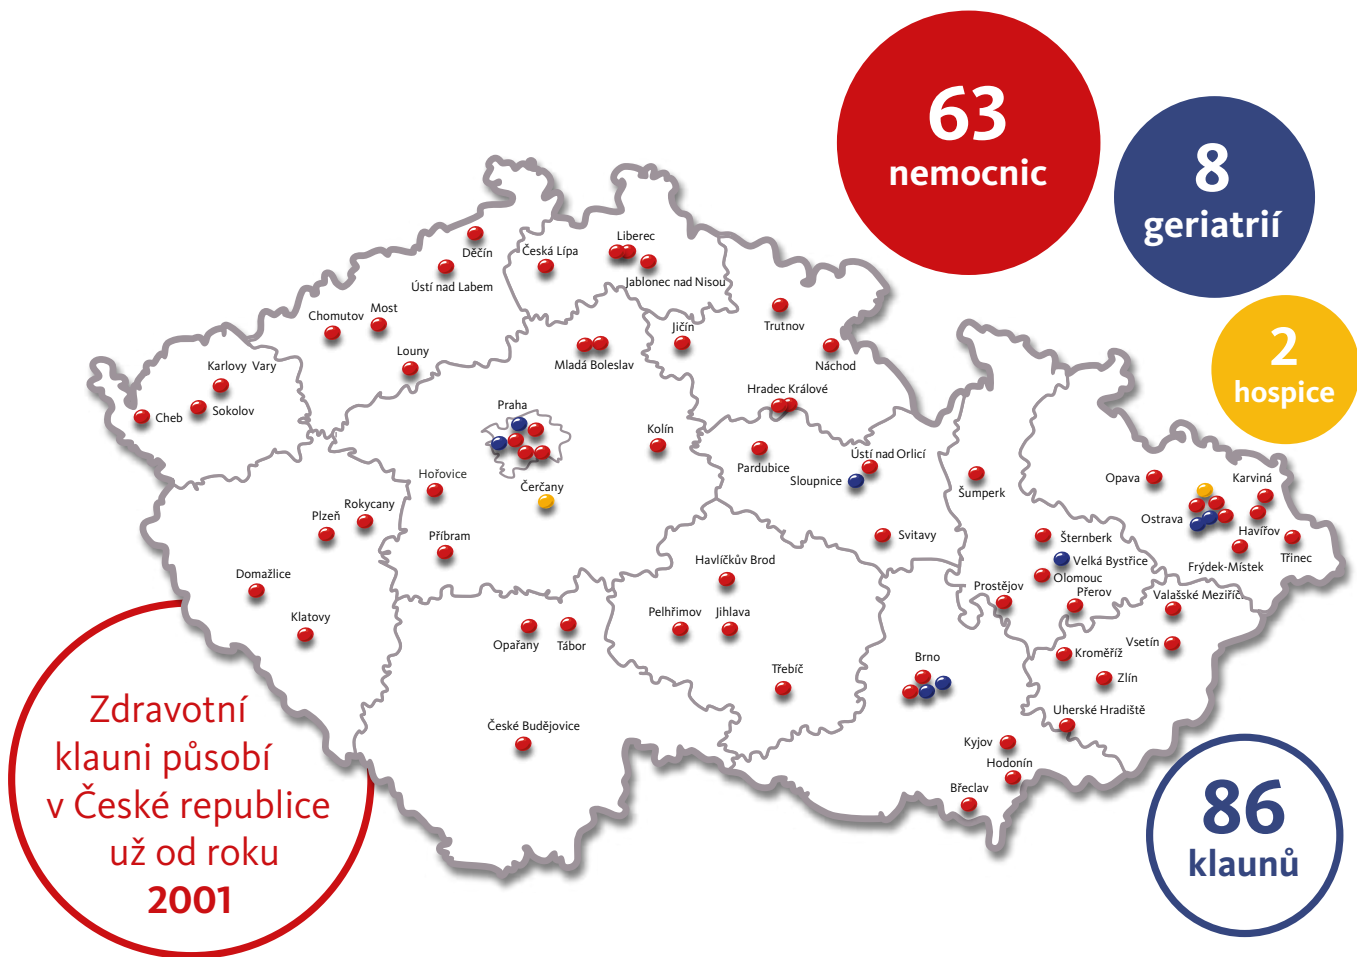 63
nemocnic
8
geriatrií
2
hospice
Děčín
Česká Lípa
Liberec
Ústí nad Labem
Jablonec nad Nisou
Chomutov
Most
Trutnov
Jičín
Louny
Mladá Boleslav
Náchod
Karlovy Vary
Hradec Králové
Cheb
Sokolov
Praha
Kolín
Pardubice
Ústí nad Orlicí
Sloupnice
Hořovice
Čerčany
Šumperk
Opava
Karviná
Rokycany
Plzeň
Ostrava
Havířov
Příbram
Svitavy
Šternberk
Třinec
Frýdek-Místek
Havlíčkův Brod
Velká Bystřice
Domažlice
Olomouc
Prostějov
Přerov
Valašské Meziříč.
Klatovy
Pelhřimov
Jihlava
Opařany
Tábor
Vsetín
Kroměříž
Brno
Třebíč
Zlín
Uherské Hradiště
České Budějovice
Kyjov
Hodonín
Břeclav
Zdravotní
klauni působí
v České republice
už od roku
2001
86
klaunů